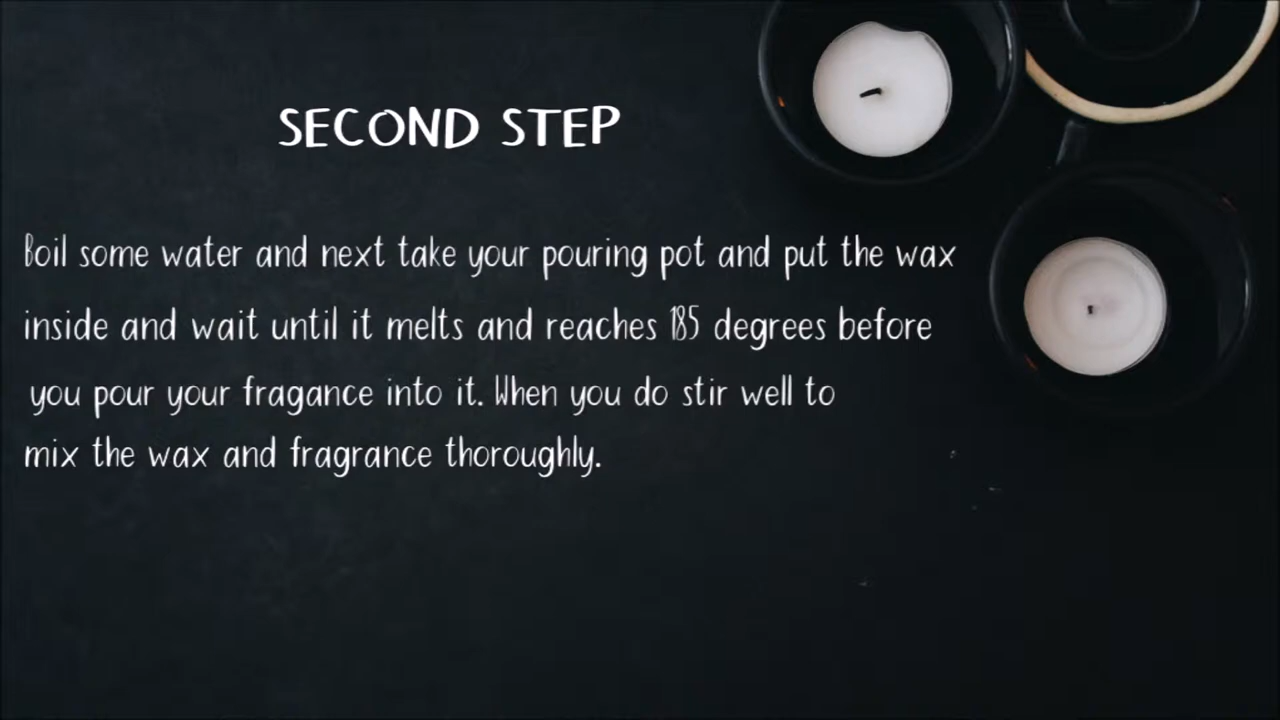 SECOND STEP
Boil some water and next take your pouring pot and put the wax
inside and wait until it melts and reaches 185 degrees before
you pour your fragance into it. When you do stir well to
mix the wax and fragrance thoroughly.